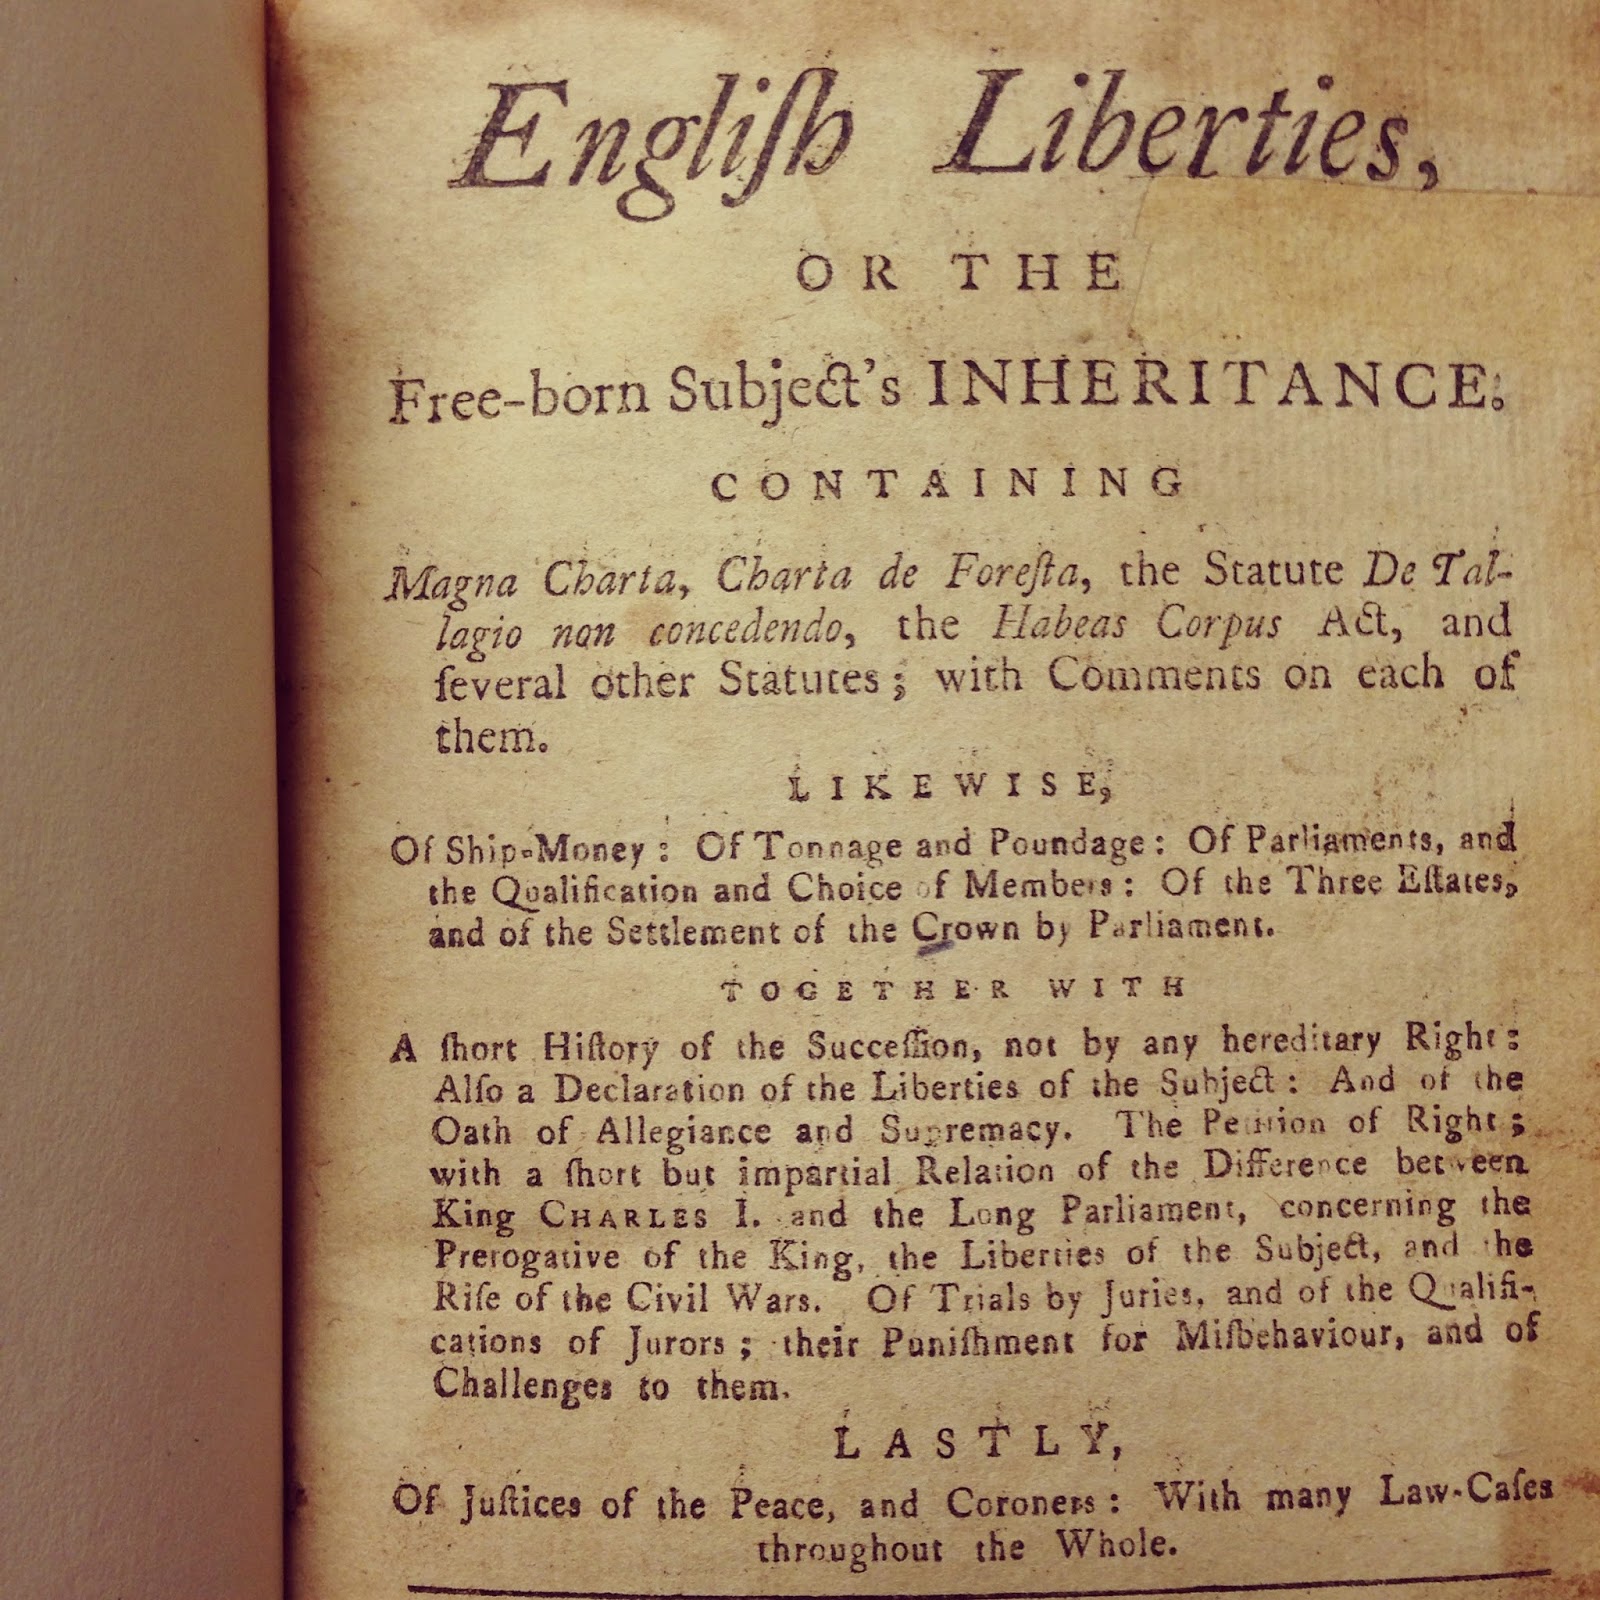 Engliſh Liberties,
OR THE
Free-born Subject's INHERITANCE:
CONTAINING
Magna Charta, Charta de Foreſta, the Statute De Tal-
lagio non concedendo, the Habeas Corpus Act, and
ſeveral other Statutes; with Comments on each of
them.
LIKEWISE,
Of Ship-Money: Of Tonnage and Poundage: Of Parliaments, and
the Qualification and Choice of Members: Of the Three Eſtates,
and of the Settlement of the Crown by Parliament.
TOGETHER WITH
A ſhort Hiſtory of the Succeſſion, not by any hereditary Right:
Alſo a Declaration of the Liberties of the Subject: And of the
Oath of Allegiance and Supremacy. The Petition of Right;
with a ſhort but impartial Relation of the Difference between
King CHARLES I. and the Long Parliament, concerning the
Prerogative of the King, the Liberties of the Subject, and the
Riſe of the Civil Wars. Of Trials by Juries, and of the Qualifi-
cations of Jurors; their Puniſhment for Miſbehaviour, and of
Challenges to them.
LASTLY,
Of Juſtices of the Peace, and Coroners: With many Law-Caſes
throughout the Whole.